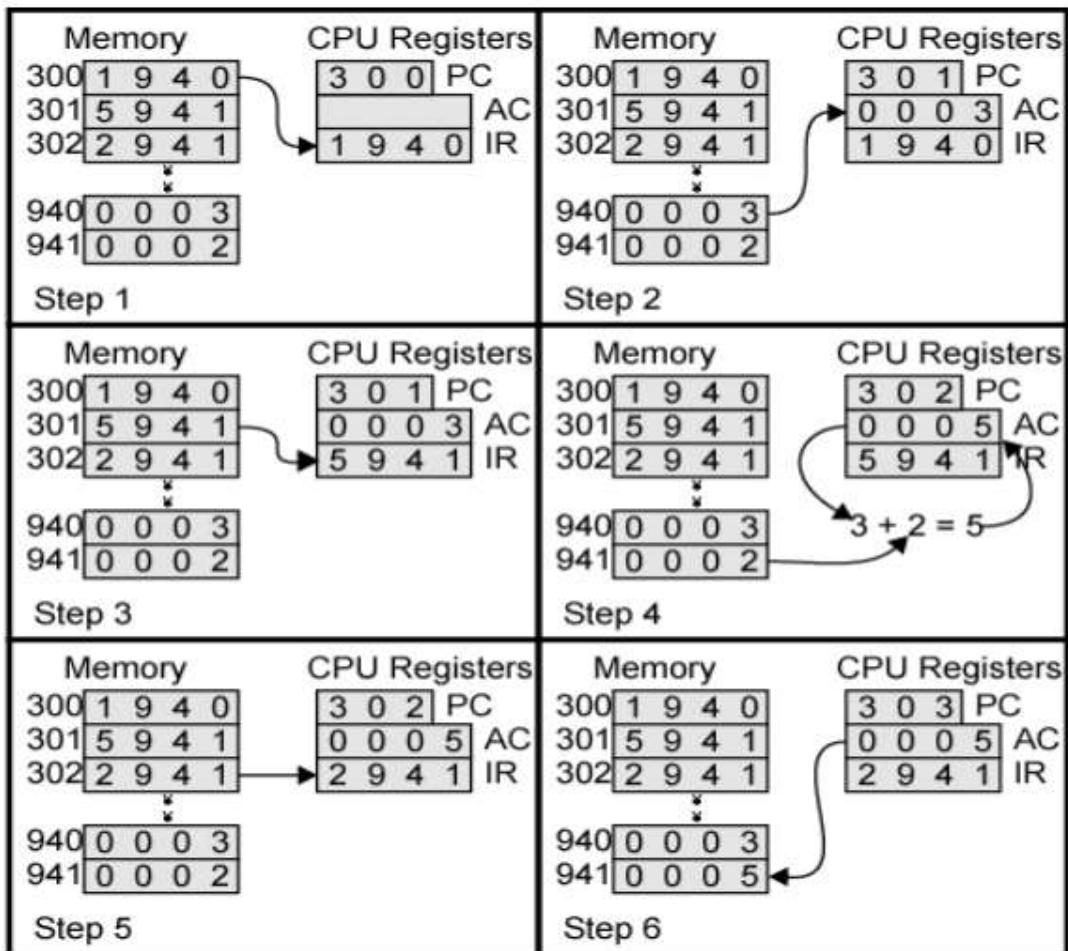 Memory CPU Registers
300 1 9 4 0 3 0 0 PC
301 5 9 4 1 AC
302 2 9 4 1 1 9 4 0 IR
940 0 0 0 3
941 0 0 0 2
Step 1
Memory CPU Registers
300 1 9 4 0 3 0 1 PC
301 5 9 4 1 0 0 0 3 AC
302 2 9 4 1 1 9 4 0 IR
940 0 0 0 3
941 0 0 0 2
Step 2
Memory CPU Registers
300 1 9 4 0 3 0 1 PC
301 5 9 4 1 0 0 0 3 AC
302 2 9 4 1 5 9 4 1 IR
940 0 0 0 3
941 0 0 0 2
Step 3
Memory CPU Registers
300 1 9 4 0 3 0 2 PC
301 5 9 4 1 0 0 0 5 AC
302 2 9 4 1 5 9 4 1 IR
940 0 0 0 3 3 + 2 = 5
941 0 0 0 2
Step 4
Memory CPU Registers
300 1 9 4 0 3 0 2 PC
301 5 9 4 1 0 0 0 5 AC
302 2 9 4 1 2 9 4 1 IR
940 0 0 0 3
941 0 0 0 2
Step 5
Memory CPU Registers
300 1 9 4 0 3 0 3 PC
301 5 9 4 1 0 0 0 5 AC
302 2 9 4 1 2 9 4 1 IR
940 0 0 0 3
941 0 0 0 5
Step 6